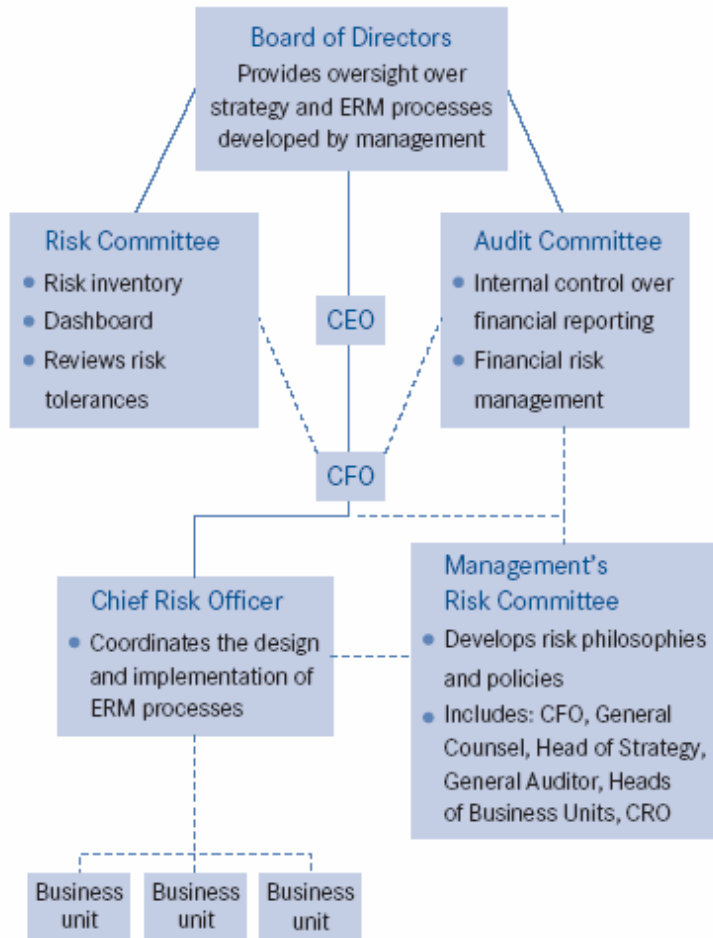 Board of Directors
Provides oversight over
strategy and ERM processes
developed by management
Risk Committee
• Risk inventory
• Dashboard
• Reviews risk
tolerances
CEO
Audit Committee
• Internal control over
financial reporting
• Financial risk
management
CFO
Chief Risk Officer
• Coordinates the design
and implementation of
ERM processes
Management's
Risk Committee
• Develops risk philosophies
and policies
• Includes: CFO, General
Counsel, Head of Strategy,
General Auditor, Heads
of Business Units, CRO
Business
unit
Business
unit
Business
unit